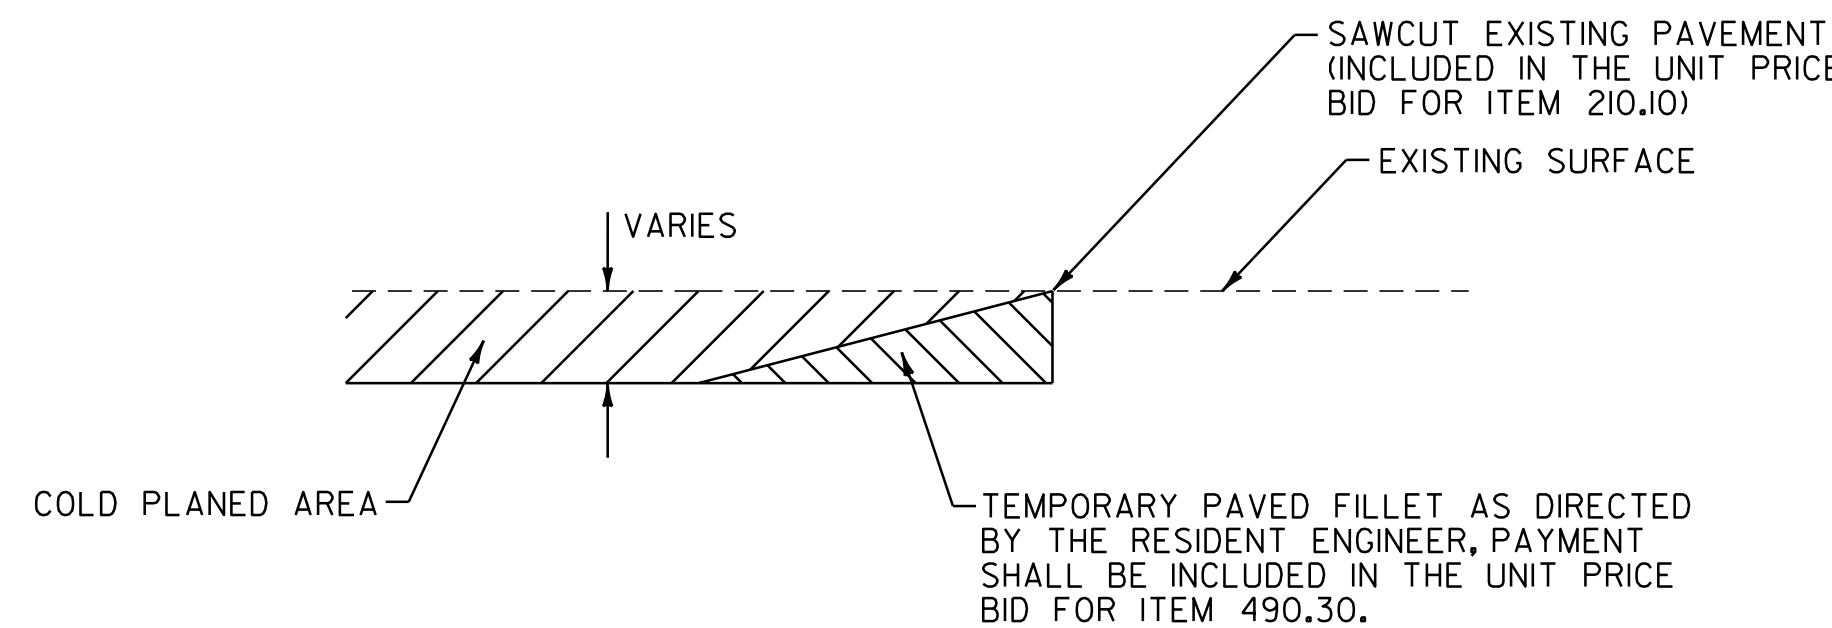 SAWCUT EXISTING PAVEMENT
(INCLUDED IN THE UNIT PRICE
BID FOR ITEM 210.10)
EXISTING SURFACE
VARIES
COLD PLANED AREA
TEMPORARY PAVED FILLET AS DIRECTED
BY THE RESIDENT ENGINEER, PAYMENT
SHALL BE INCLUDED IN THE UNIT PRICE
BID FOR ITEM 490.30.